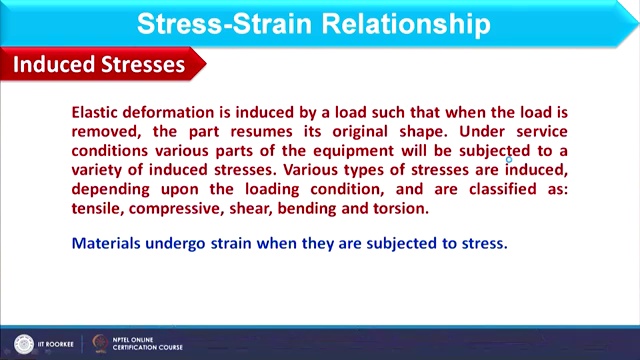 Stress-Strain Relationship
Induced Stresses
Elastic deformation is induced by a load such that when the load is
removed, the part resumes its original shape. Under service
conditions various parts of the equipment will be subjected to a
variety of induced stresses. Various types of stresses are induced,
depending upon the loading condition, and are classified as:
tensile, compressive, shear, bending and torsion.
Materials undergo strain when they are subjected to stress.
IIT ROORKEE
NPTEL ONLINE
CERTIFICATION COURSE